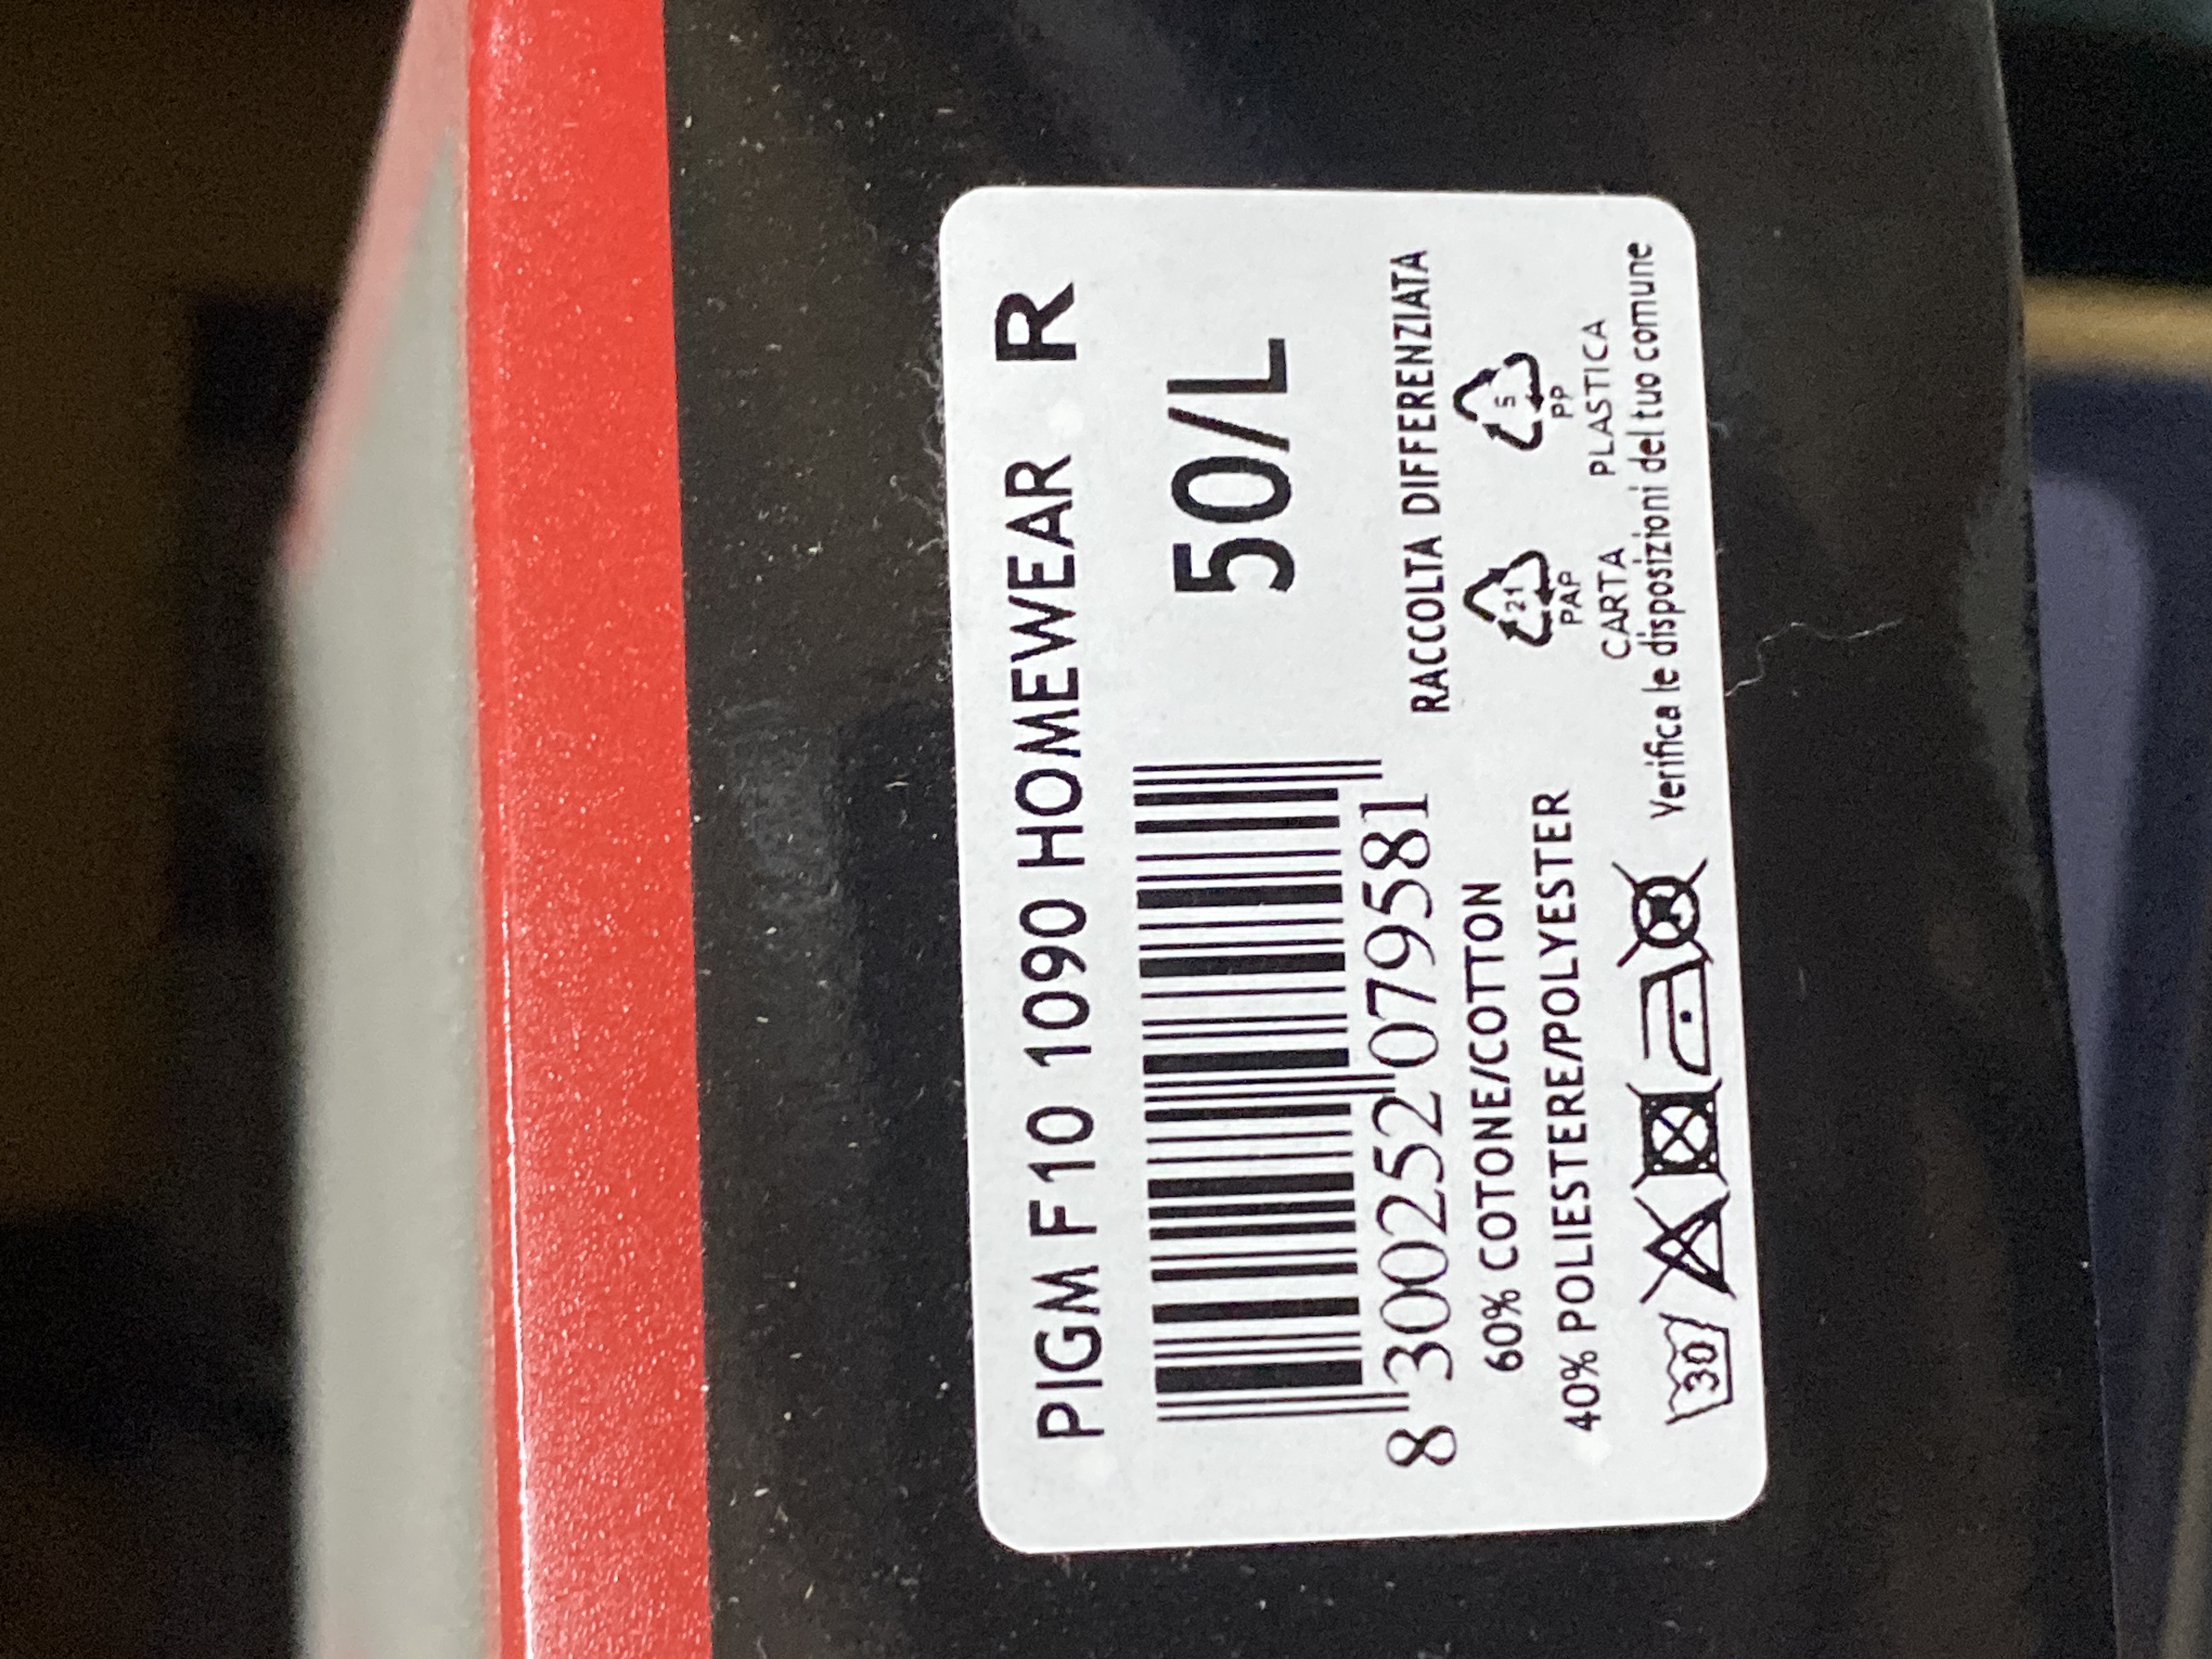 PIGM F10 1090 HOMEWEAR R
50/L
8 300252 079581
60% COTONE/COTTON
40% POLIESTERE/POLYESTER
30
RACCOLTA DIFFERENZIATA
21 5
PAP PP
CARTA PLASTICA
Verifica le disposizioni del tuo comune